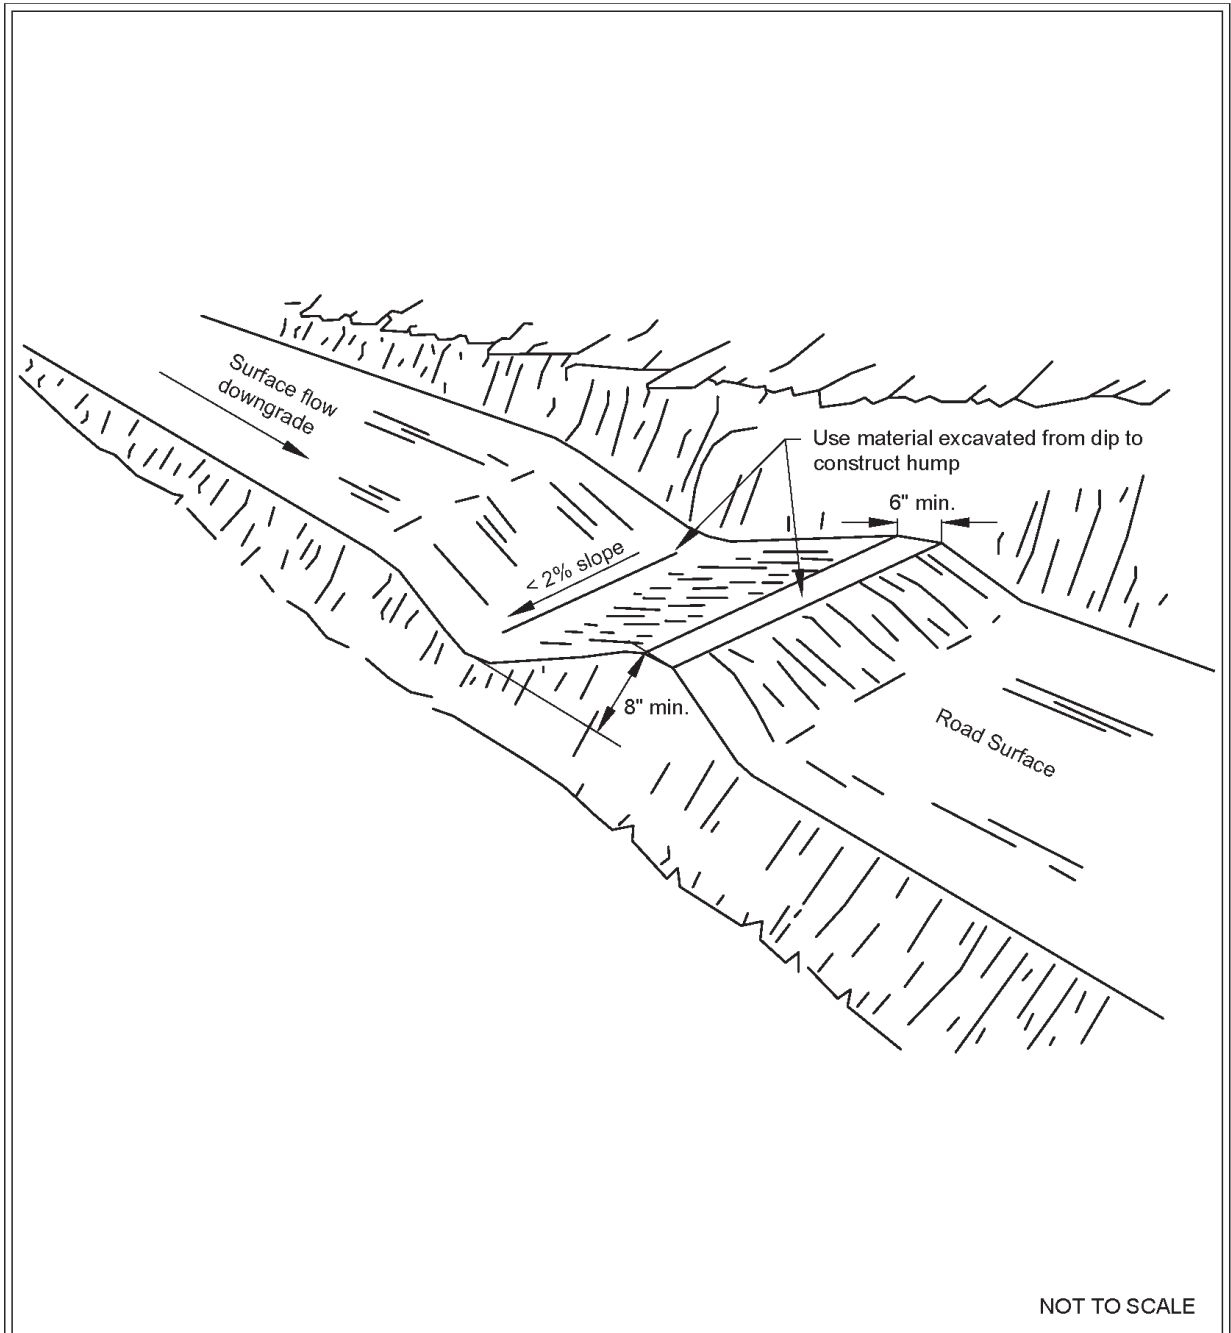 Surface flow
downgrade
Use material excavated from dip to
construct hump
6" min.
< 2% slope
8" min.
Road Surface
NOT TO SCALE